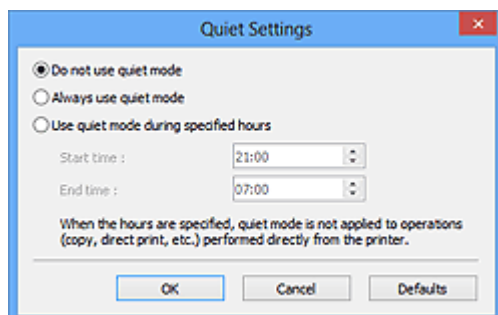 Quiet Settings
Do not use quiet mode
Always use quiet mode
Use quiet mode during specified hours
Start time : 21:00
End time : 07:00
When the hours are specified, quiet mode is not applied to operations
(copy, direct print, etc.) performed directly from the printer.
OK Cancel Defaults